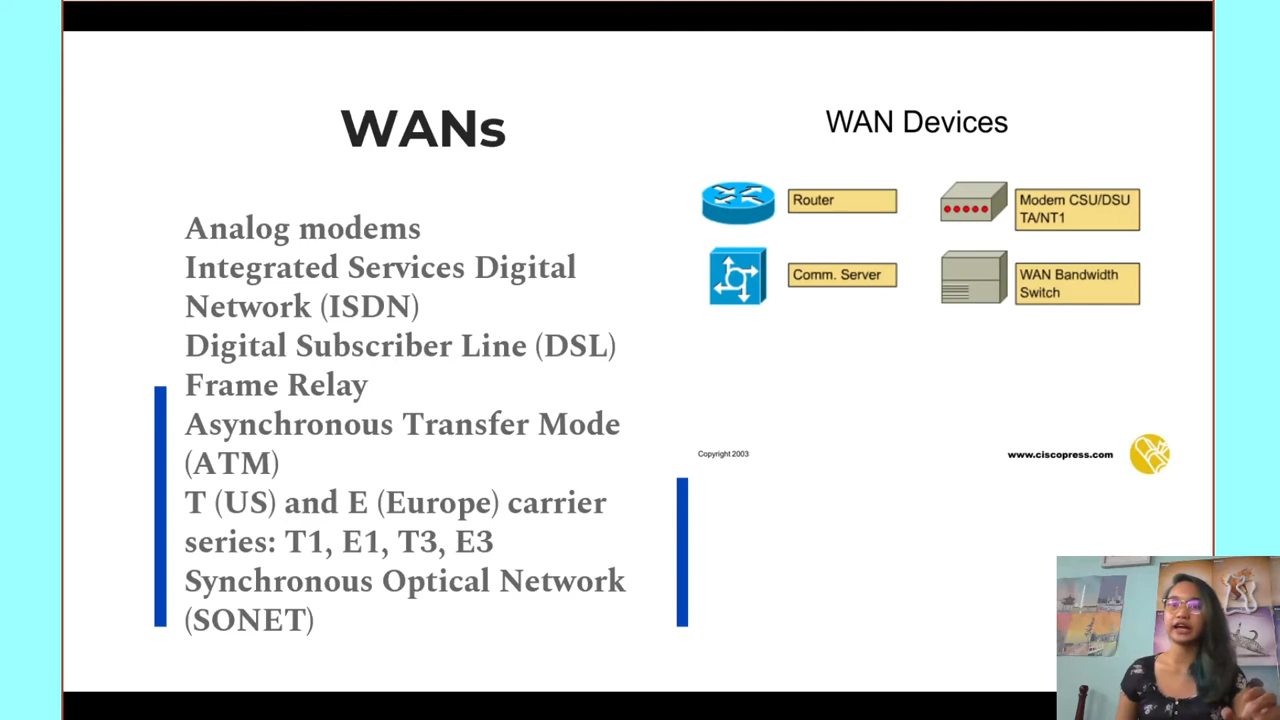 WANs
Analog modems
Integrated Services Digital
Network (ISDN)
Digital Subscriber Line (DSL)
Frame Relay
Asynchronous Transfer Mode
(ATM)
T (US) and E (Europe) carrier
series: T1, E1, T3, E3
Synchronous Optical Network
(SONET)
WAN Devices
Router
Modem CSU/DSU
TA/NT1
Comm. Server
WAN Bandwidth
Switch
Copyright 2003
www.ciscopress.com